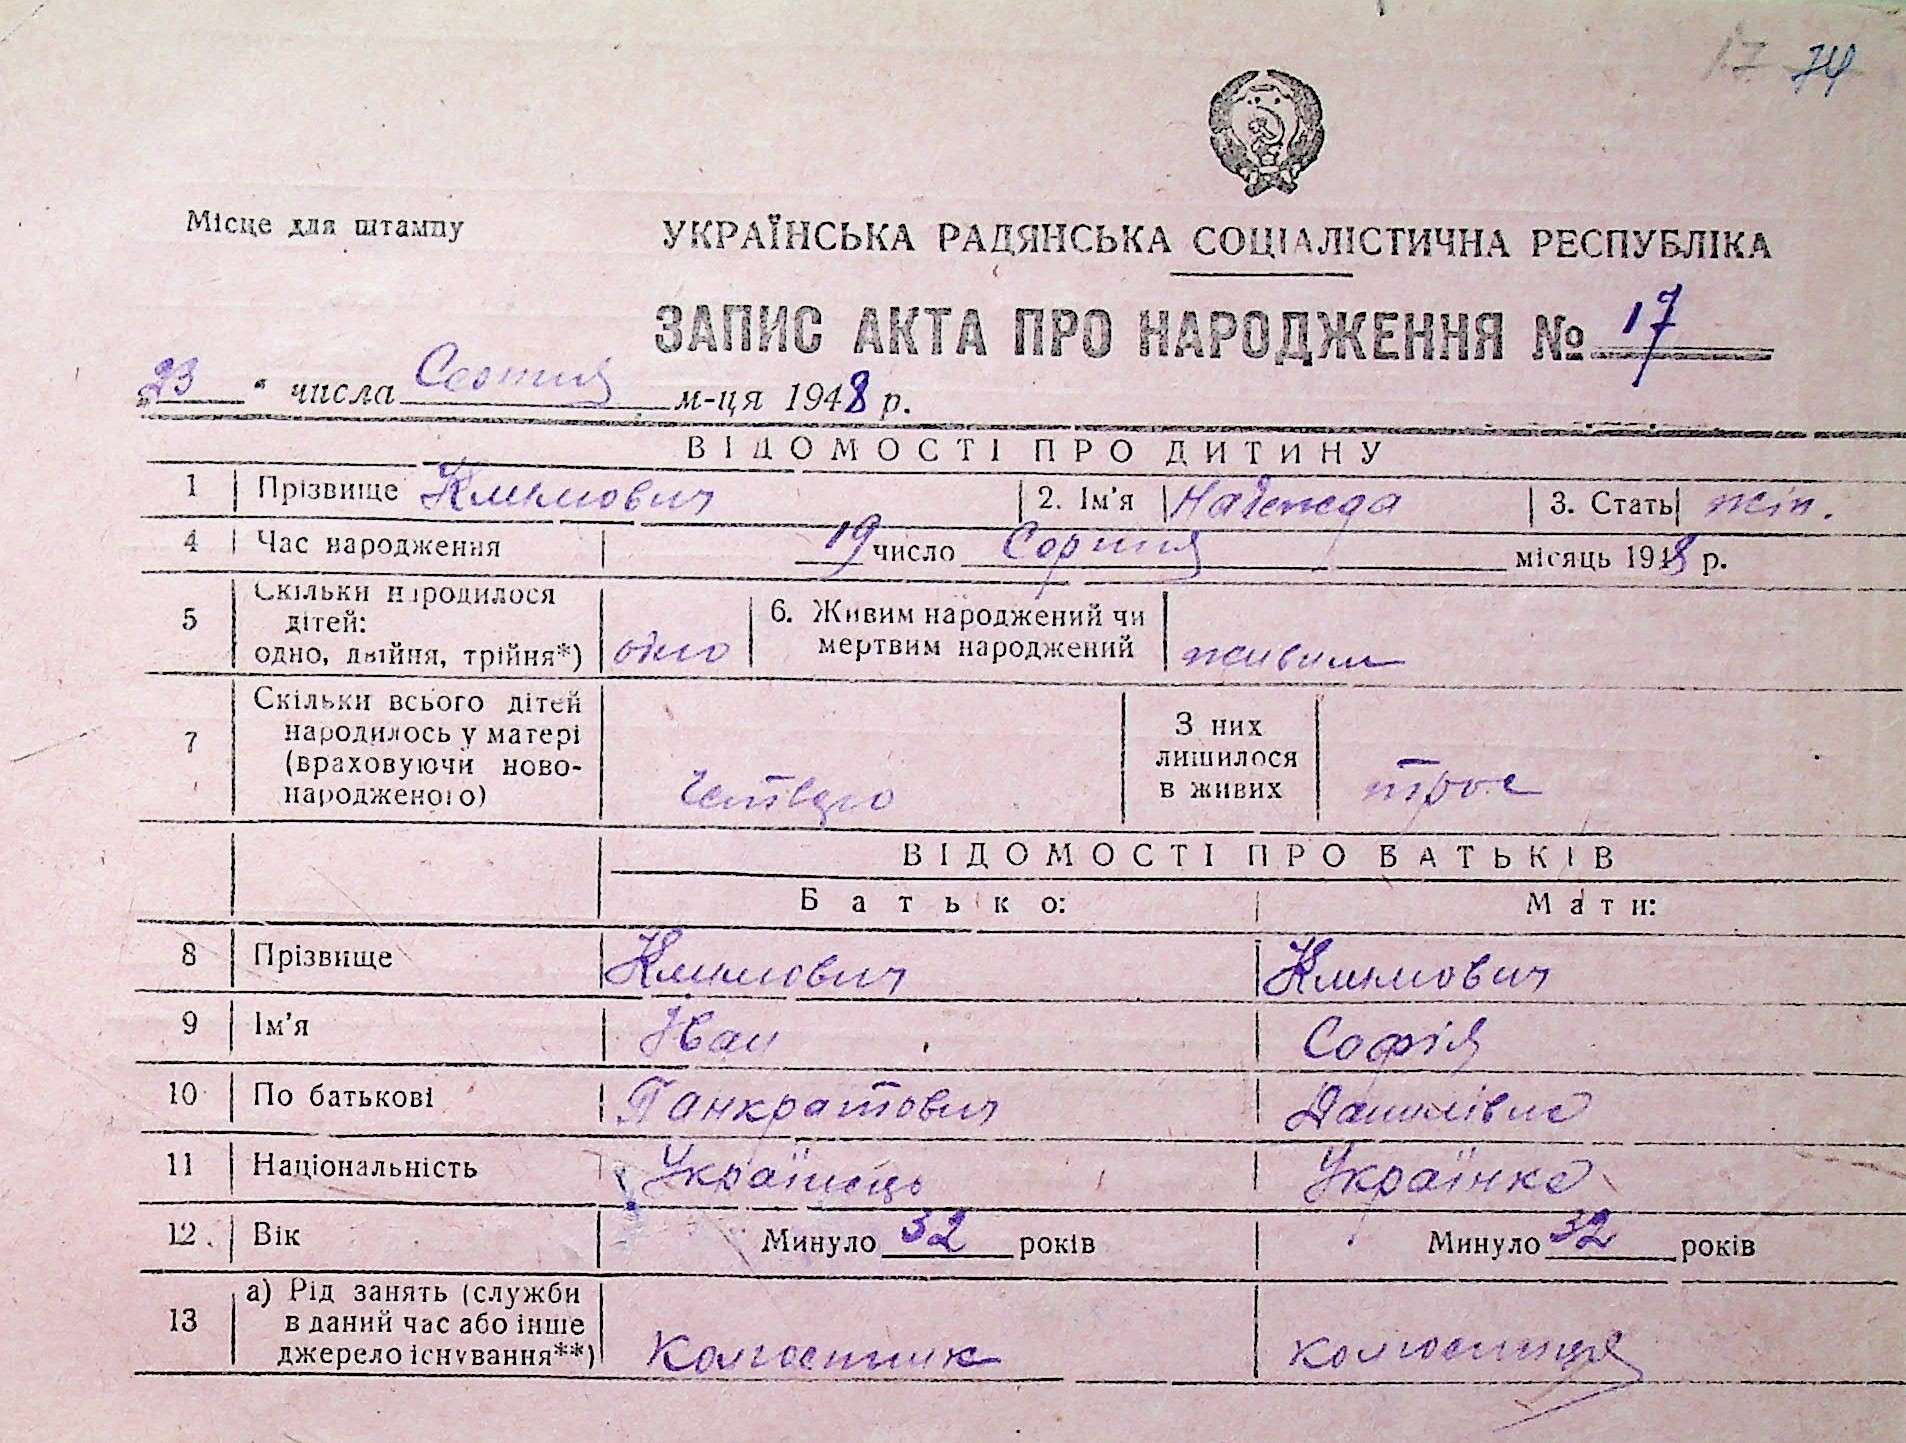 17 74
Місце для штампу
УКРАЇНСЬКА РАДЯНСЬКА СОЦІАЛІСТИЧНА РЕСПУБЛІКА
ЗАПИС АКТА ПРО НАРОДЖЕННЯ № 17
„23" числа м-ця 1948 р.
ВІДОМОСТІ ПРО ДИТИНУ
1 Прізвище Климович 2. Ім'я Надежда 3. Стать жін.
4 Час народження 19 число Серпня місяць 1948 р.
5 Скільки народилося дітей: одно, двійня, трійня*) одно 6. Живим народжений чи мертвим народжений живим
7 Скільки всього дітей народилось у матері (враховуючи ново-народженого) Четверо З них лишилося в живих троє
ВІДОМОСТІ ПРО БАТЬКІВ
Батько: Мати:
8 Прізвище Климович Климович
9 Ім'я Іван Софія
10 По батькові Панкратович Данилівна
11 Національність Українець Українка
12. Вік Минуло 32 років Минуло 32 років
13 а) Рід занять (служби в даний час або інше джерело існування**) Колгоспник колгоспниця